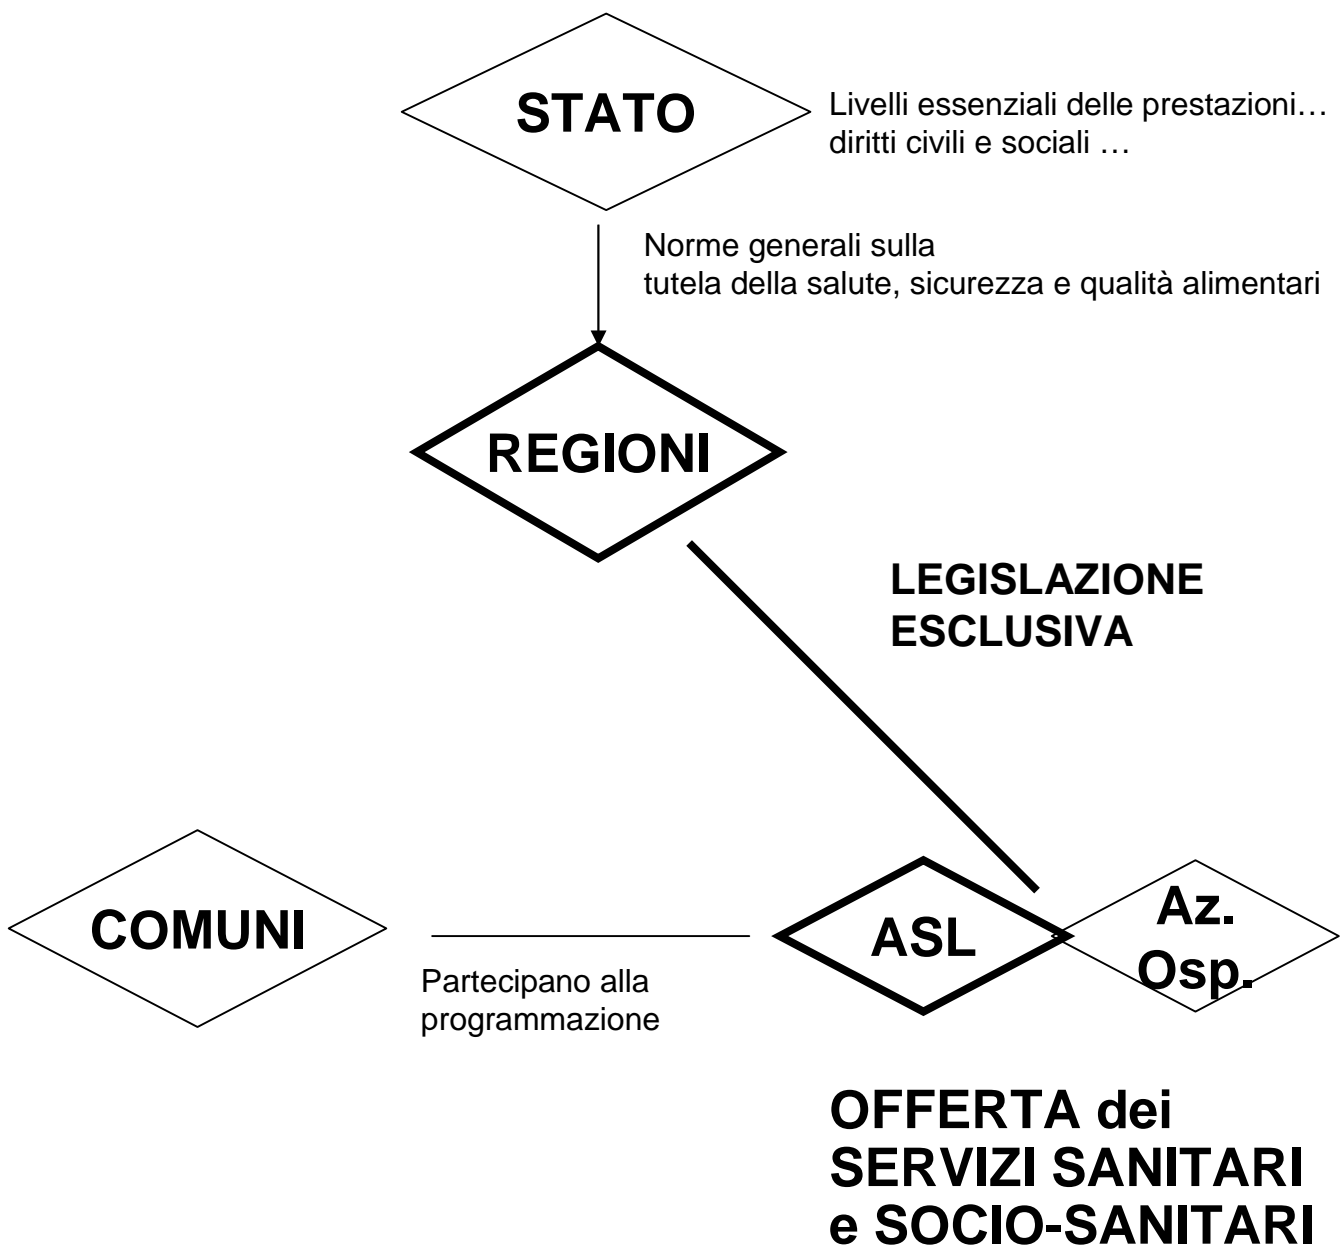 STATO
Livelli essenziali delle prestazioni…
diritti civili e sociali …
Norme generali sulla
tutela della salute, sicurezza e qualità alimentari
REGIONI
LEGISLAZIONE
ESCLUSIVA
COMUNI
Partecipano alla
programmazione
ASL
Az.
Osp.
OFFERTA dei
SERVIZI SANITARI
e SOCIO-SANITARI